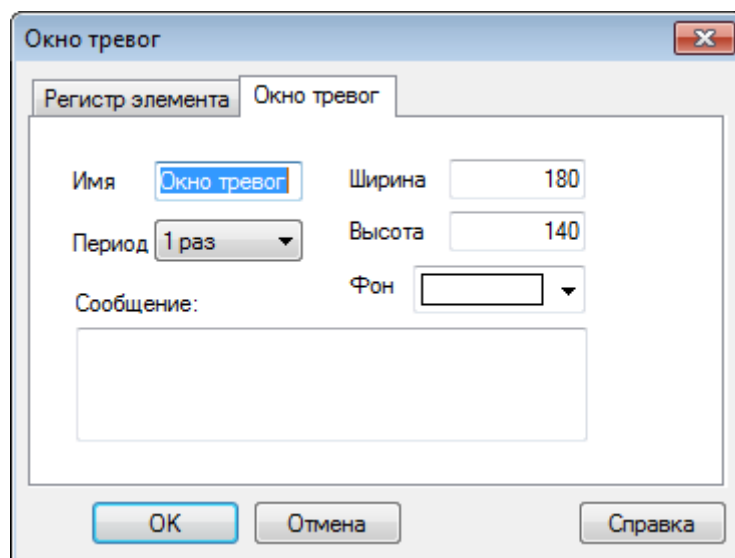 Окно тревог
Регистр элемента Окно тревог
Имя Окно тревог Ширина 180
Период 1 раз Высота 140
Фон
Сообщение:
OK Отмена Справка